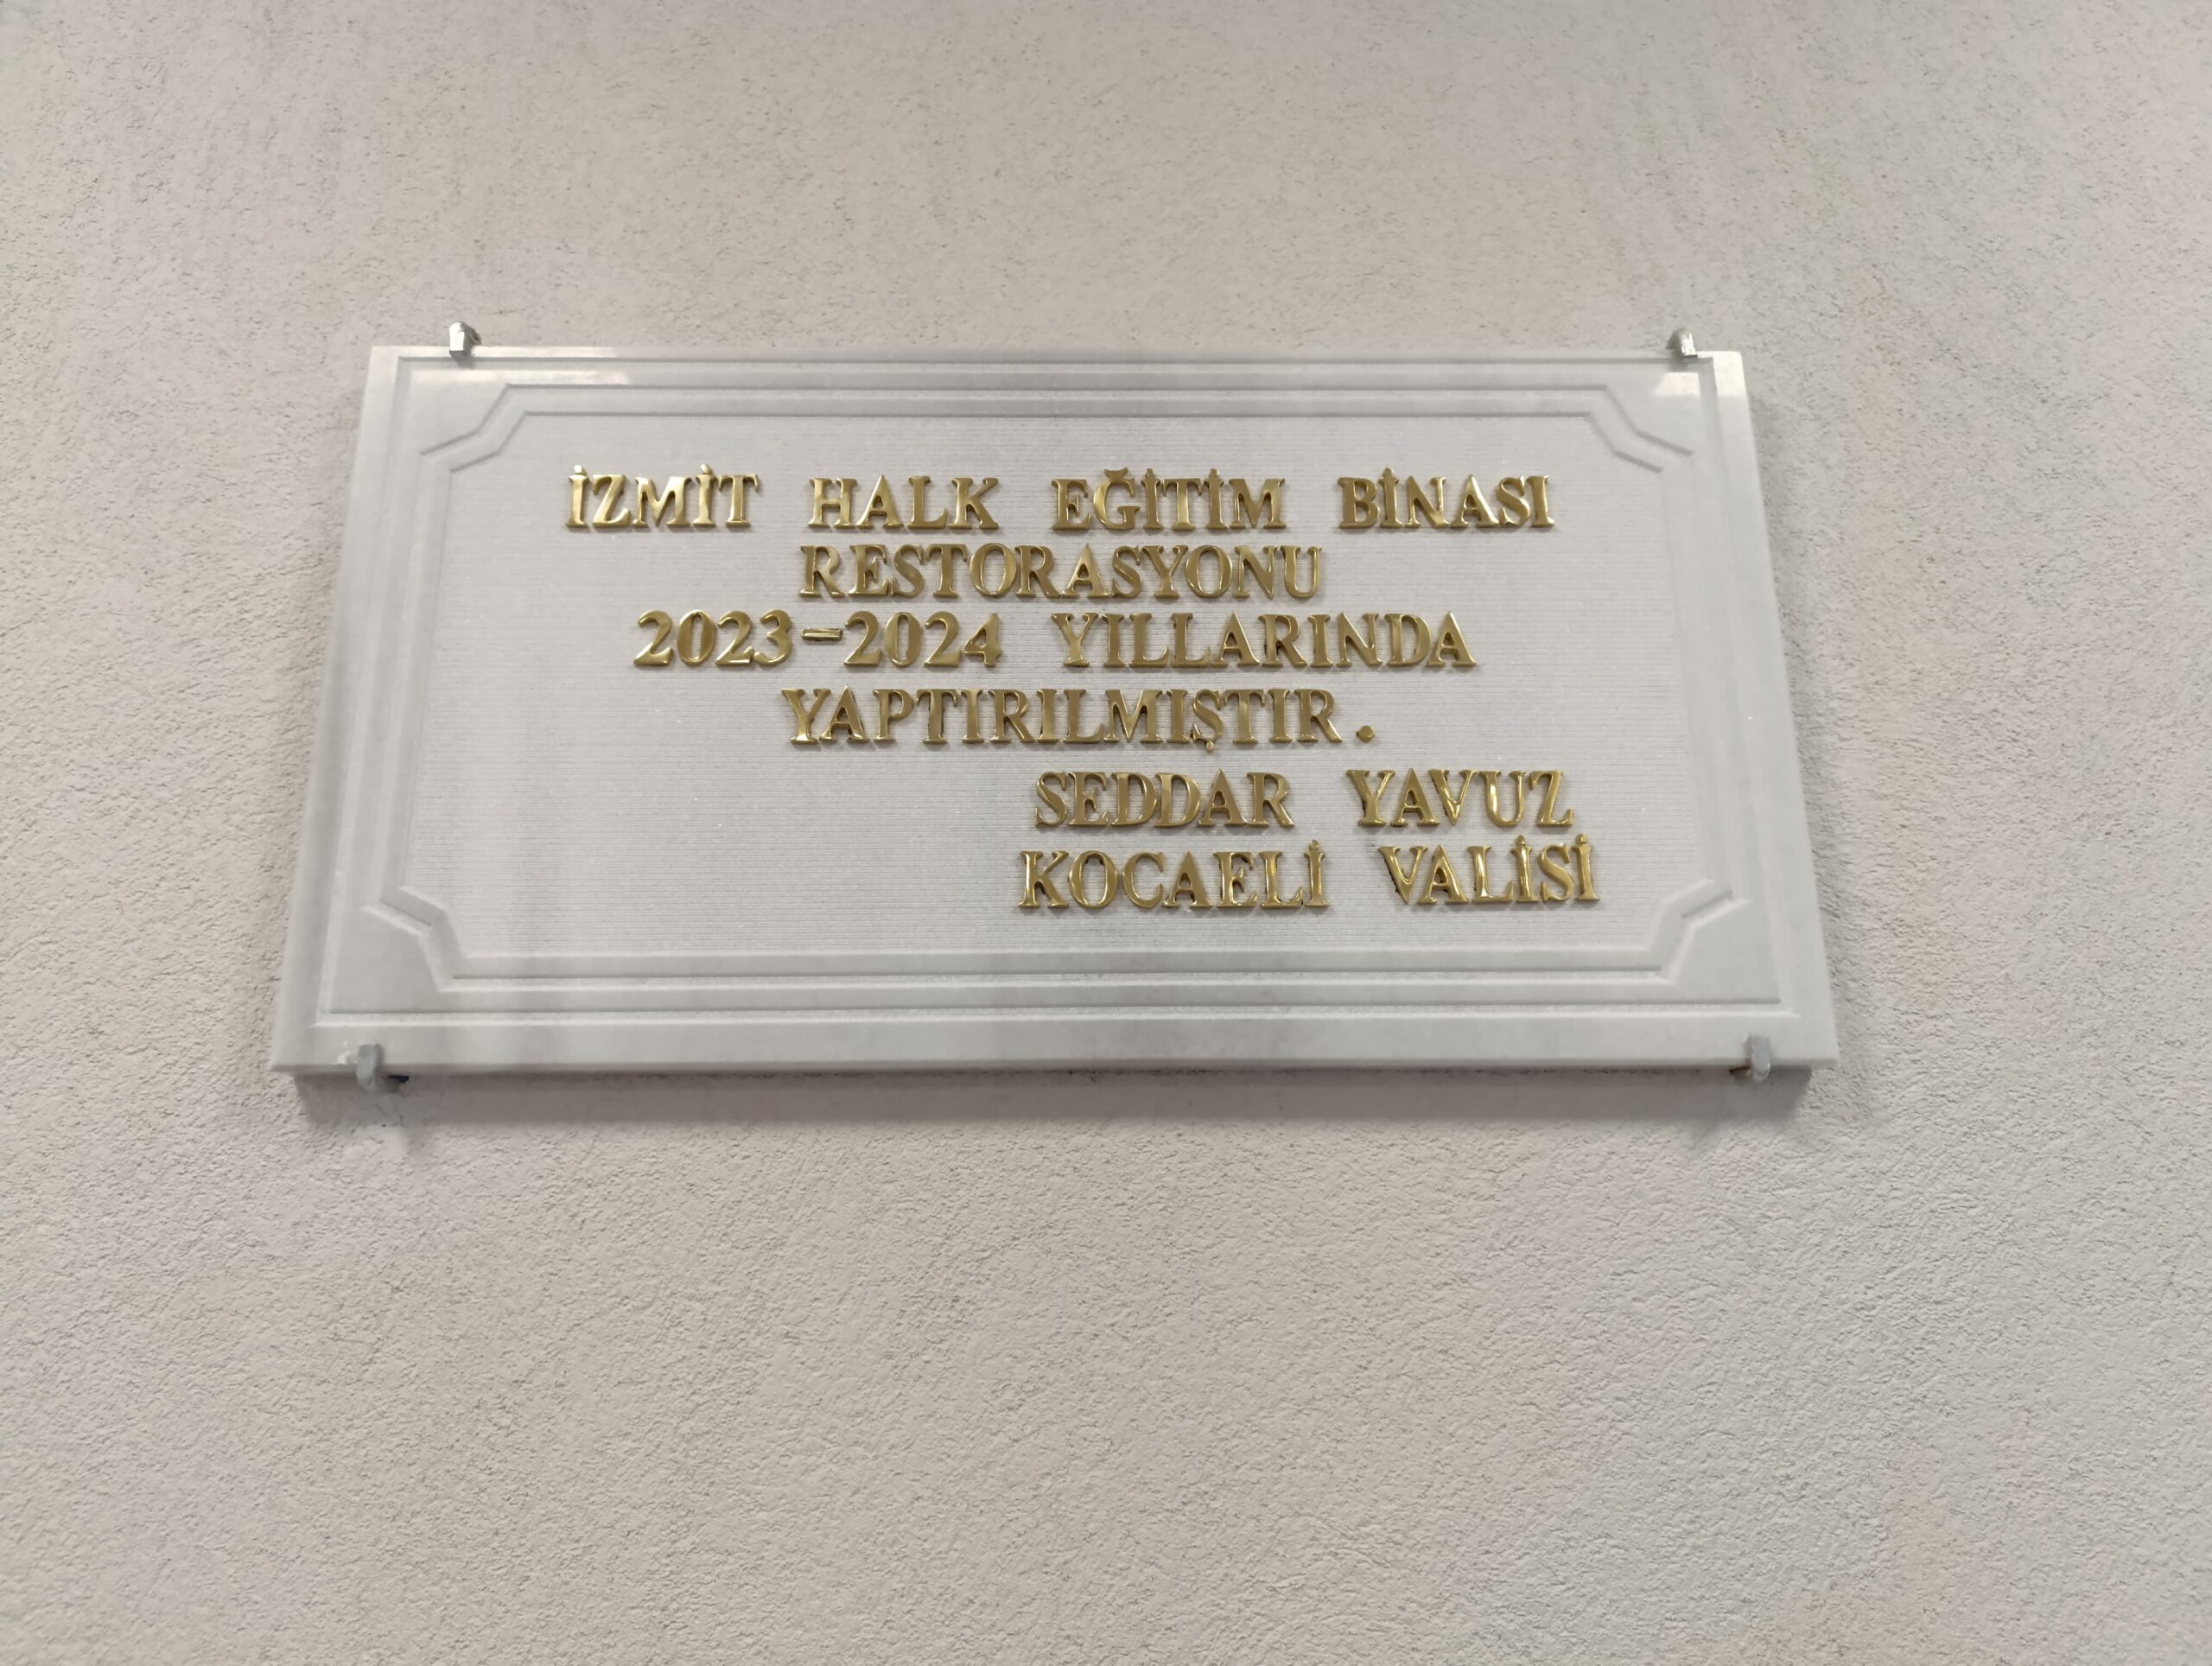 İZMİT HALK EĞİTİM BİNASI
RESTORASYONU
2023-2024 YILLARINDA
YAPTIRILMIŞTIR.
SEDDAR YAVUZ
KOCAELİ VALİSİ